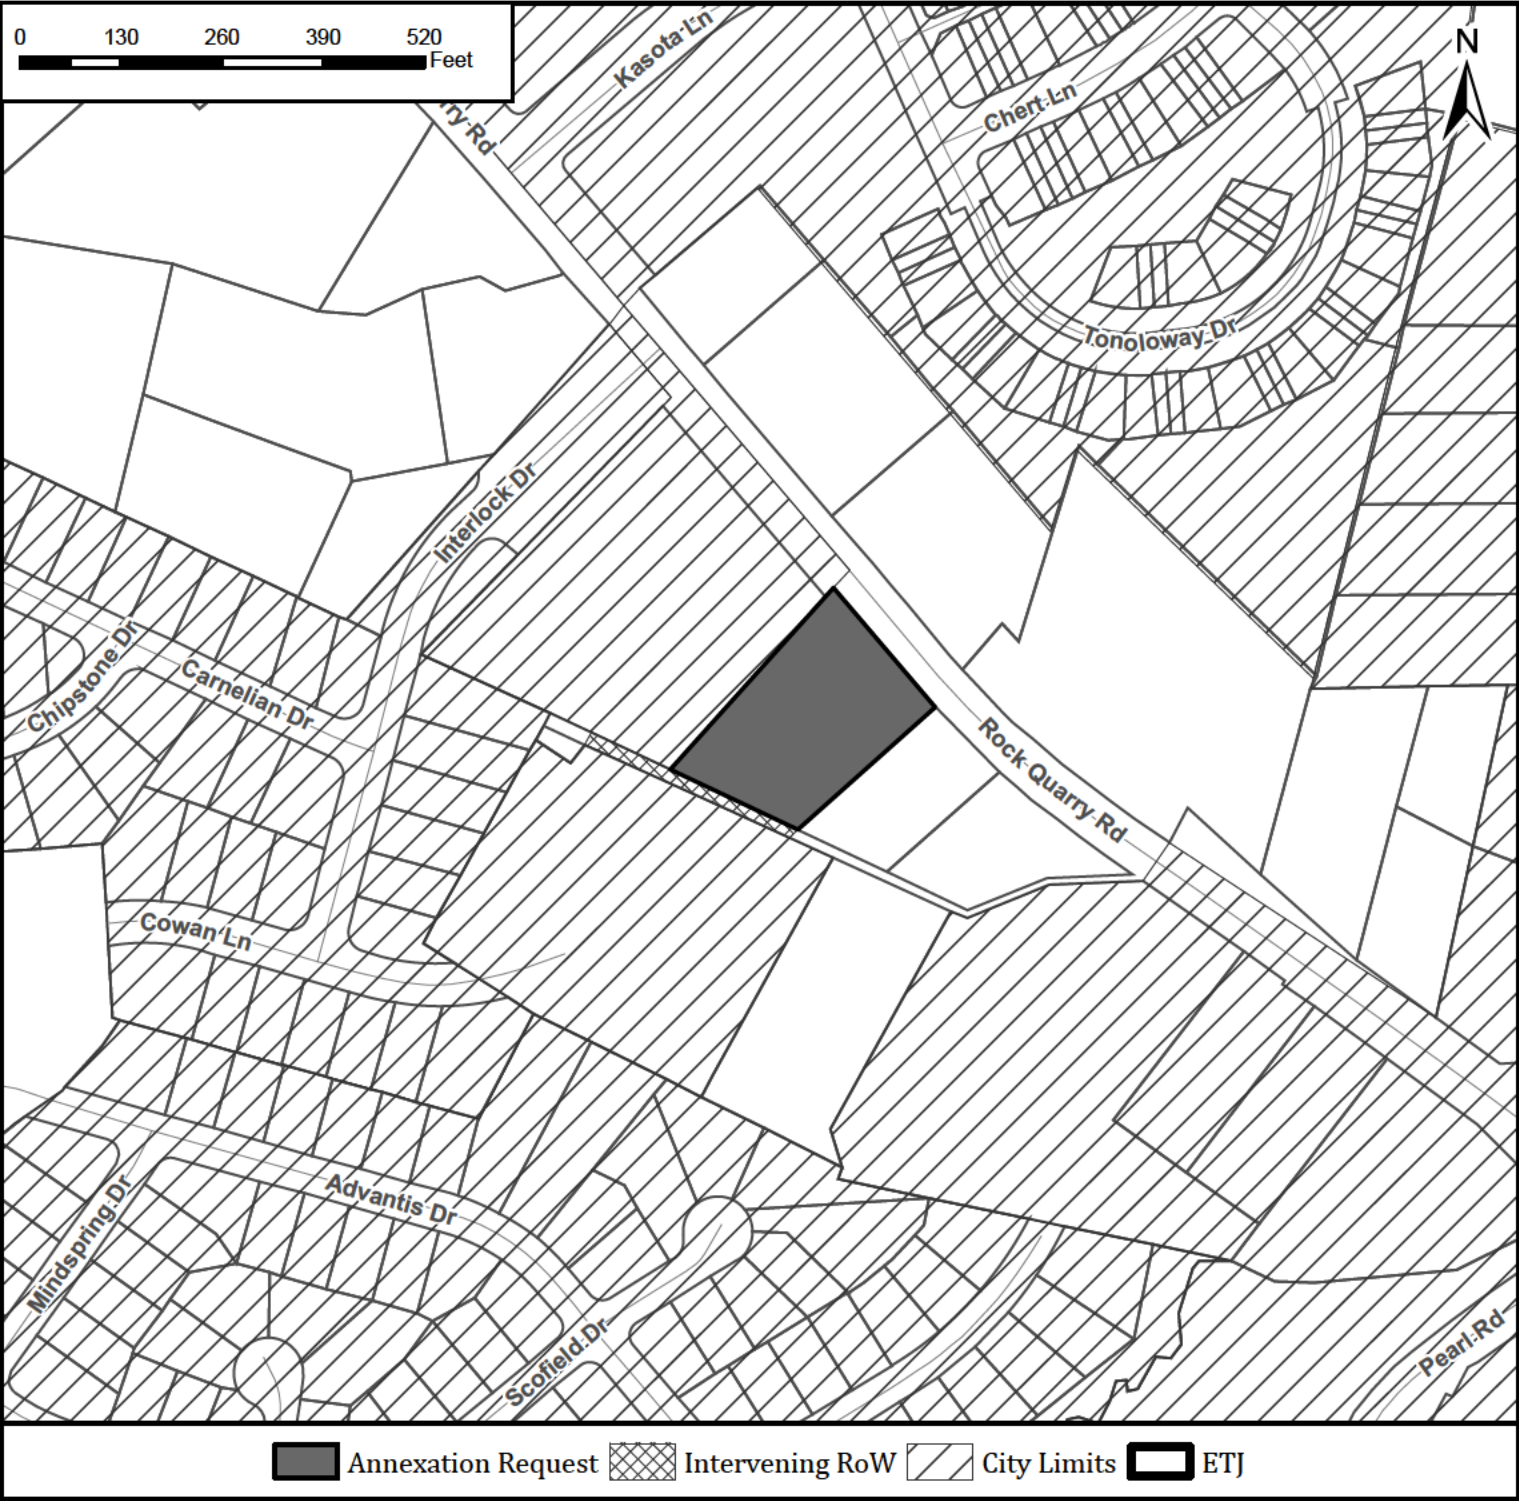 0 130 260 390 520
Feet
N
Kasota Ln
rry Rd
Chert Ln
Tonoloway Dr
Interlock Dr
Chipstone Dr
Carnelian Dr
Rock Quarry Rd
Cowan Ln
Advantis Dr
Mindspring Dr
Scofield Dr
Pearl Rd
Annexation Request Intervening RoW City Limits ETJ